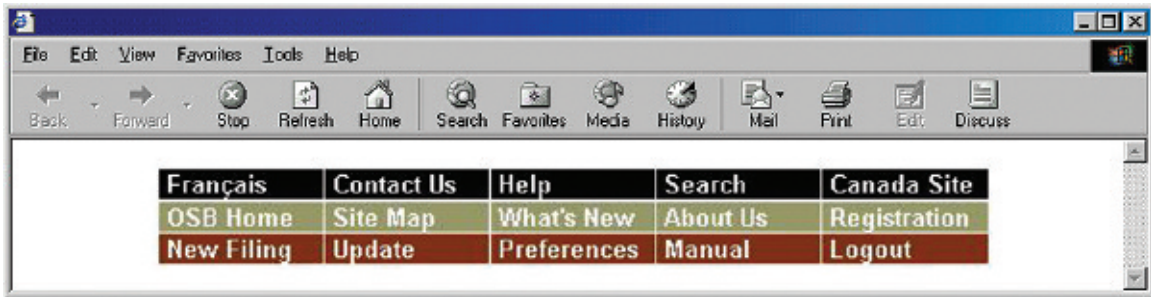 File Edit View Favorites Tools Help
Back Forward Stop Refresh Home Search Favorites Media History Mail Print Edit Discuss
Français Contact Us Help Search Canada Site
OSB Home Site Map What's New About Us Registration
New Filing Update Preferences Manual Logout